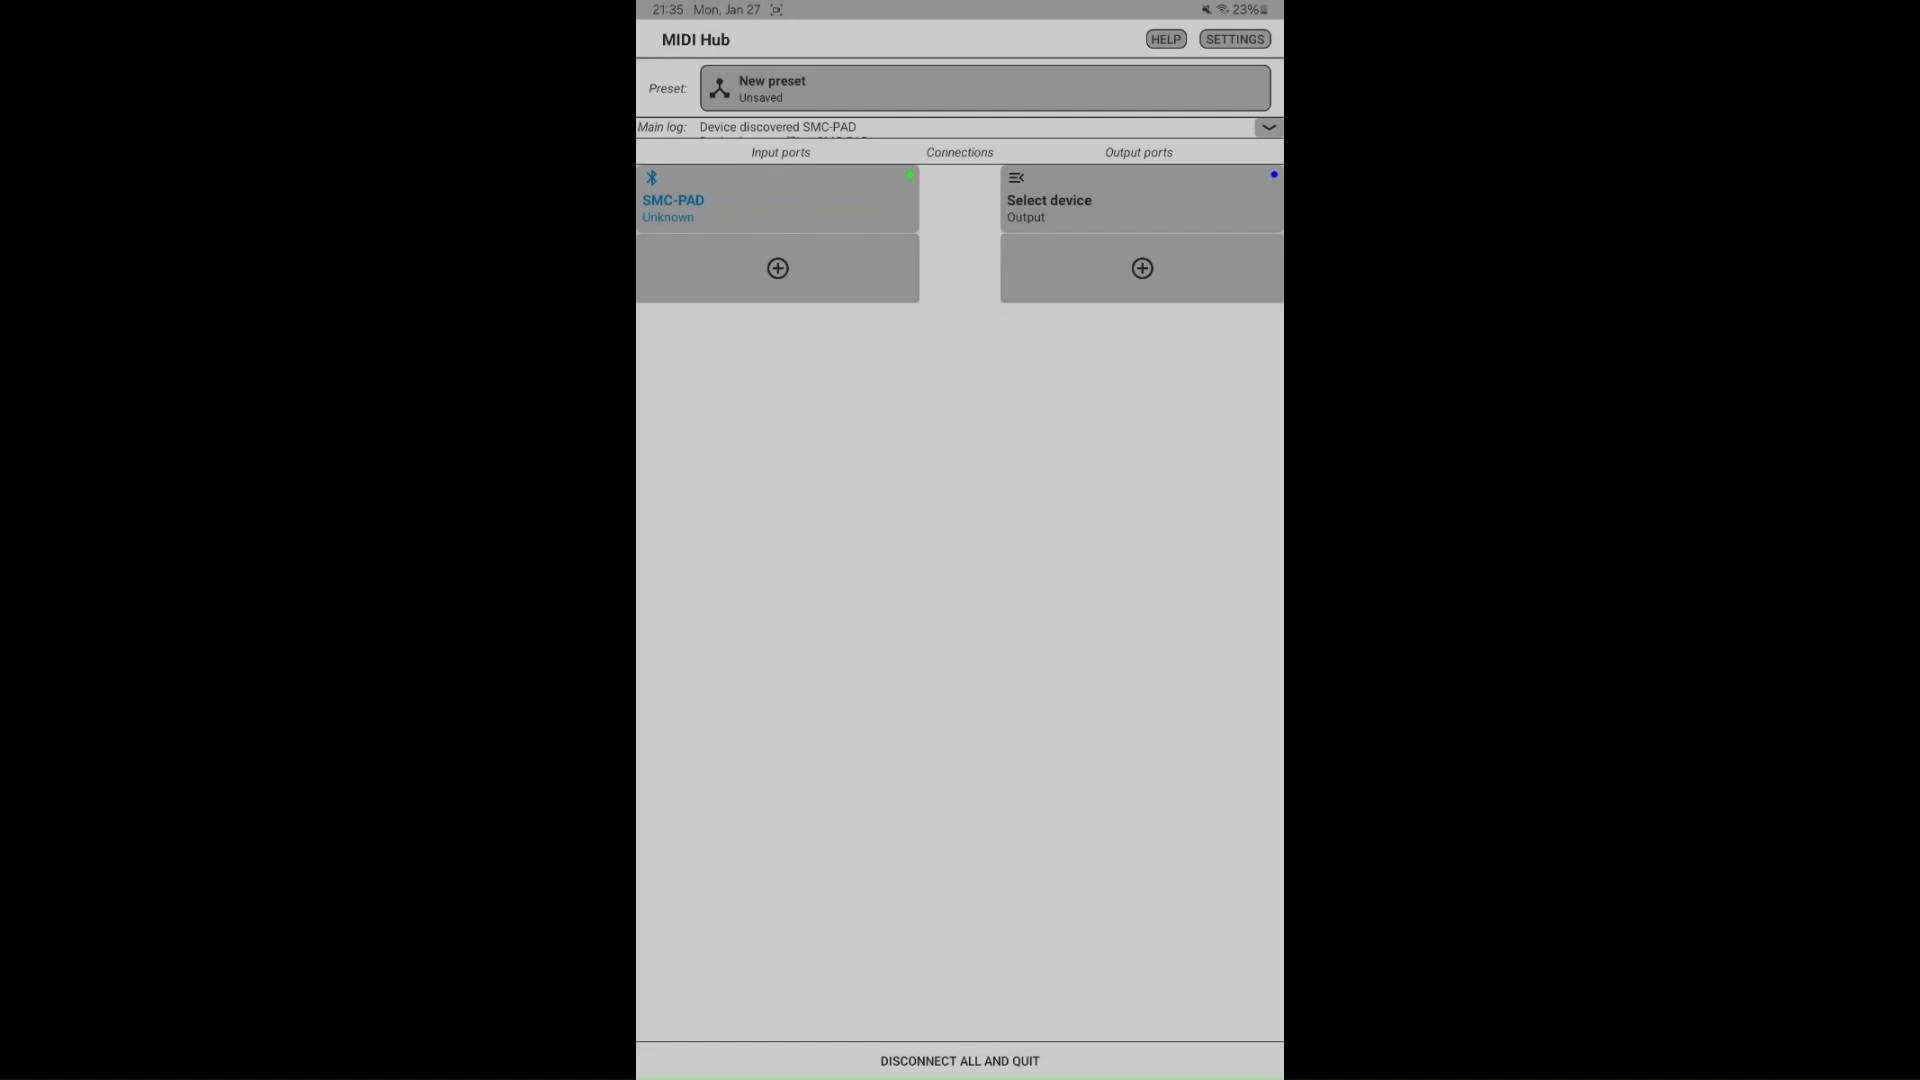 21:35 Mon, Jan 27 23%
MIDI Hub HELP SETTINGS
Preset: New preset
Unsaved
Main log: Device discovered SMC-PAD
Input ports Connections Output ports
SMC-PAD Select device
Unknown Output
DISCONNECT ALL AND QUIT